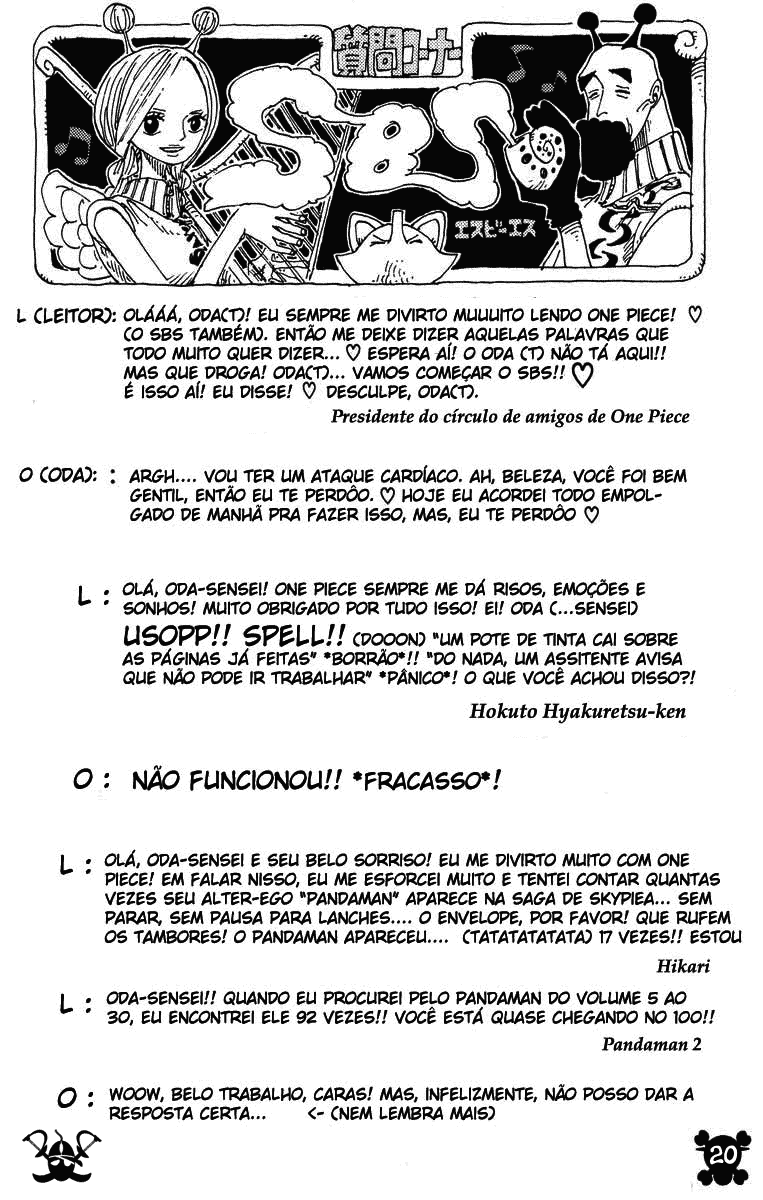 質問コーナー
SBS
エスビーエス
L (LEITOR): OLÁÁÁ, ODA(T)! EU SEMPRE ME DIVIRTO MUUUITO LENDO ONE PIECE! ♡
(O SBS TAMBÉM). ENTÃO ME DEIXE DIZER AQUELAS PALAVRAS QUE
TODO MUITO QUER DIZER... ♡ ESPERA AÍ! O ODA (T) NÃO TÁ AQUI!!
MAS QUE DROGA! ODA(T)... VAMOS COMEÇAR O SBS!! ♡
É ISSO AÍ! EU DISSE! ♡ DESCULPE, ODA(T).
Presidente do círculo de amigos de One Piece
O (ODA): : ARGH.... VOU TER UM ATAQUE CARDÍACO. AH, BELEZA, VOCÊ FOI BEM
GENTIL, ENTÃO EU TE PERDÔO. ♡ HOJE EU ACORDEI TODO EMPOL-
GADO DE MANHÃ PRA FAZER ISSO, MAS, EU TE PERDÔO ♡
L : OLÁ, ODA-SENSEI! ONE PIECE SEMPRE ME DÁ RISOS, EMOÇÕES E
SONHOS! MUITO OBRIGADO POR TUDO ISSO! EI! ODA (...SENSEI)
USOPP!! SPELL!! (DOOON) "UM POTE DE TINTA CAI SOBRE
AS PÁGINAS JÁ FEITAS" *BORRÃO*!! "DO NADA, UM ASSITENTE AVISA
QUE NÃO PODE IR TRABALHAR" *PÂNICO*! O QUE VOCÊ ACHOU DISSO?!
Hokuto Hyakuretsu-ken
O : NÃO FUNCIONOU!! *FRACASSO*!
L : OLÁ, ODA-SENSEI E SEU BELO SORRISO! EU ME DIVIRTO MUITO COM ONE
PIECE! EM FALAR NISSO, EU ME ESFORCEI MUITO E TENTEI CONTAR QUANTAS
VEZES SEU ALTER-EGO "PANDAMAN" APARECE NA SAGA DE SKYPIEA... SEM
PARAR, SEM PAUSA PARA LANCHES.... O ENVELOPE, POR FAVOR! QUE RUFEM
OS TAMBORES! O PANDAMAN APARECEU.... (TATATATATATA) 17 VEZES!! ESTOU
Hikari
L : ODA-SENSEI!! QUANDO EU PROCUREI PELO PANDAMAN DO VOLUME 5 AO
30, EU ENCONTREI ELE 92 VEZES!! VOCÊ ESTÁ QUASE CHEGANDO NO 100!!
Pandaman 2
O : WOOW, BELO TRABALHO, CARAS! MAS, INFELIZMENTE, NÃO POSSO DAR A
RESPOSTA CERTA... <- (NEM LEMBRA MAIS)
20